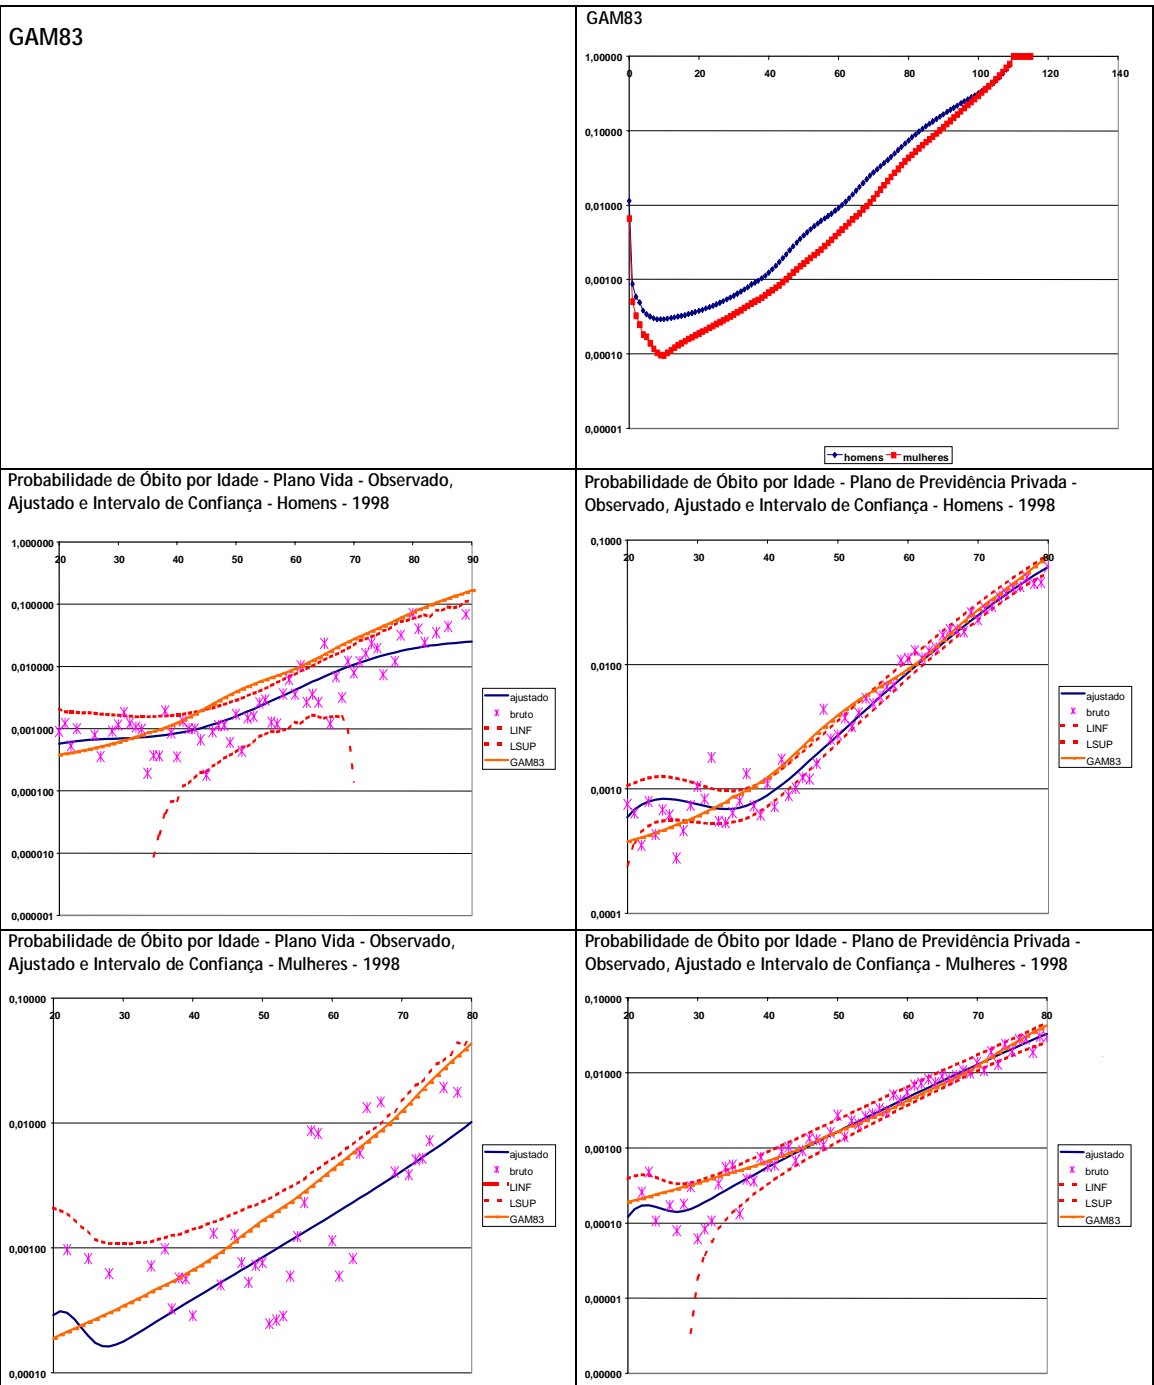 GAM83
GAM83
1,00000
0,10000
0,01000
0,00100
0,00010
0,00001
0 20 40 60 80 100 120 140
homens mulheres
Probabilidade de Óbito por Idade - Plano Vida - Observado,
Ajustado e Intervalo de Confiança - Homens - 1998
1,000000
0,100000
0,010000
0,001000
0,000100
0,000010
0,000001
20 30 40 50 60 70 80 90
ajustado
bruto
LINF
LSUP
GAM83
Probabilidade de Óbito por Idade - Plano de Previdência Privada -
Observado, Ajustado e Intervalo de Confiança - Homens - 1998
0,1000
0,0100
0,0010
0,0001
20 30 40 50 60 70 80
ajustado
bruto
LINF
LSUP
GAM83
Probabilidade de Óbito por Idade - Plano Vida - Observado,
Ajustado e Intervalo de Confiança - Mulheres - 1998
0,10000
0,01000
0,00100
0,00010
20 30 40 50 60 70 80
ajustado
bruto
LINF
LSUP
GAM83
Probabilidade de Óbito por Idade - Plano de Previdência Privada -
Observado, Ajustado e Intervalo de Confiança - Mulheres - 1998
0,10000
0,01000
0,00100
0,00010
0,00001
0,00000
20 30 40 50 60 70 80
ajustado
bruto
LINF
LSUP
GAM83